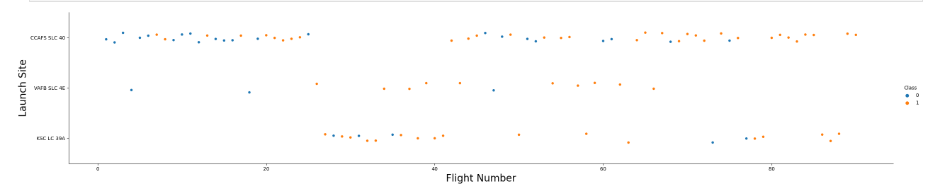 CCAFS SLC 40
VAFB SLC 4E
KSC LC 39A
Launch Site
0
20
40
60
80
Flight Number
Class
0
1